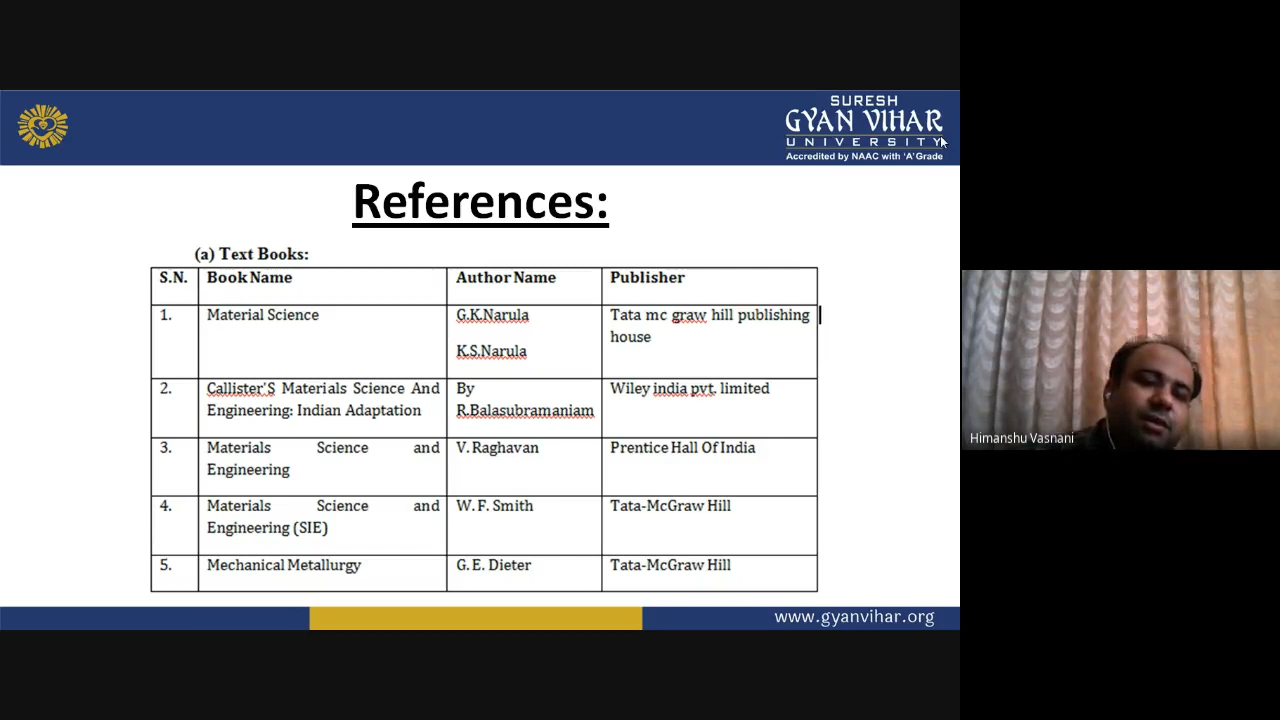 SURESH
GYAN VIHAR
UNIVERSITY
Accredited by NAAC with 'A' Grade
References:
(a) Text Books:
S.N. Book Name Author Name Publisher
1. Material Science G.K.Narula Tata mc graw hill publishing
house
K.S.Narula
2. Callister'S Materials Science And By Wiley india pvt. limited
Engineering: Indian Adaptation R.Balasubramaniam
3. Materials Science and V. Raghavan Prentice Hall Of India
Engineering
4. Materials Science and W. F. Smith Tata-McGraw Hill
Engineering (SIE)
5. Mechanical Metallurgy G. E. Dieter Tata-McGraw Hill
www.gyanvihar.org
Himanshu Vasnani